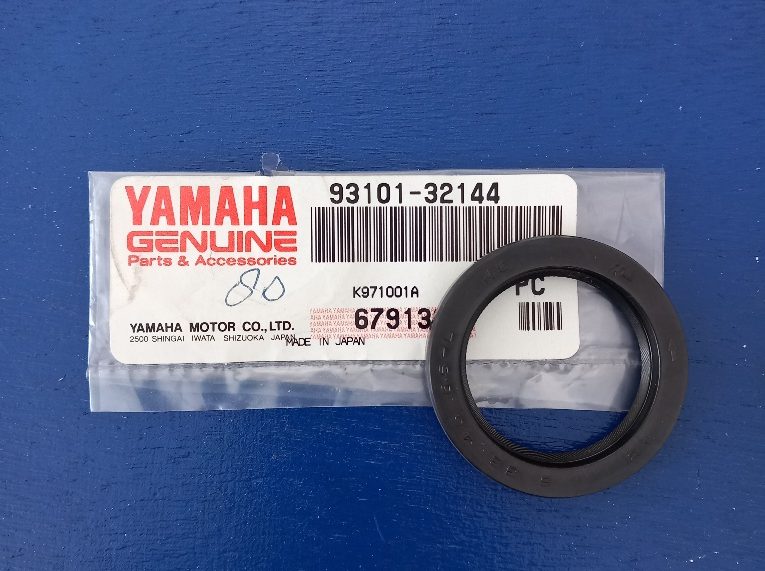 YAMAHA
GENUINE
Parts & Accessories
93101-32144
80
K971001A
PC
67913
YAMAHA MOTOR CO.,LTD.
2500 SHINGAI IWATA SHIZUOKA JAPAN
MADE IN JAPAN